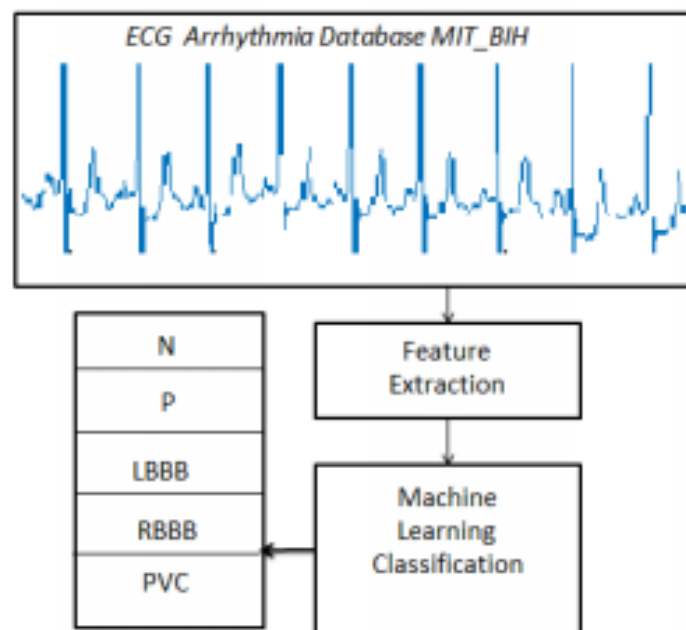 ECG Arrhythmia Database MIT_BIH
Feature
Extraction
Machine
Learning
Classification
N
P
LBBB
RBBB
PVC